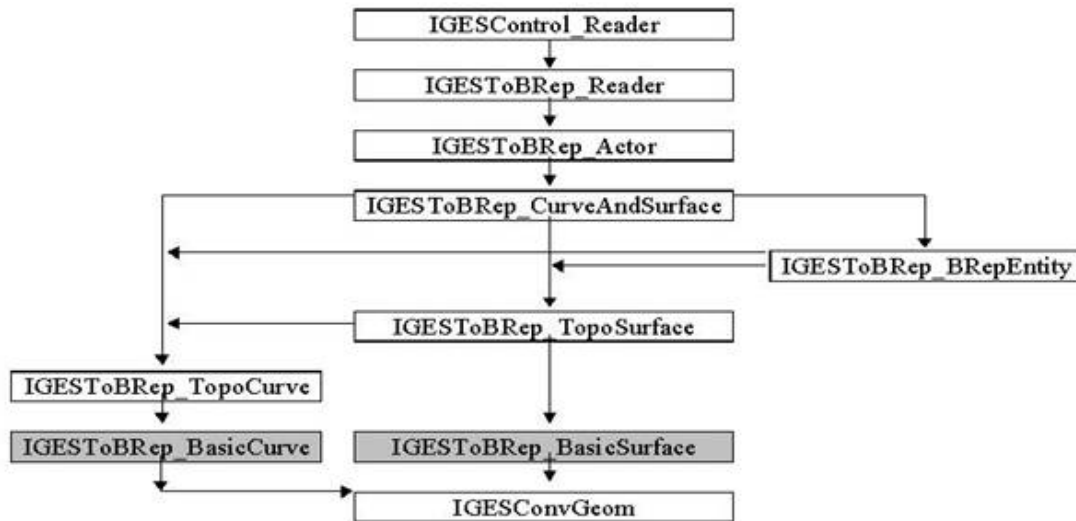 IGESControl_Reader
IGESToBRep_Reader
IGESToBRep_Actor
IGESToBRep_CurveAndSurface
IGESToBRep_BRepEntity
IGESToBRep_TopoSurface
IGESToBRep_TopoCurve
IGESToBRep_BasicCurve
IGESToBRep_BasicSurface
IGESConvGeom